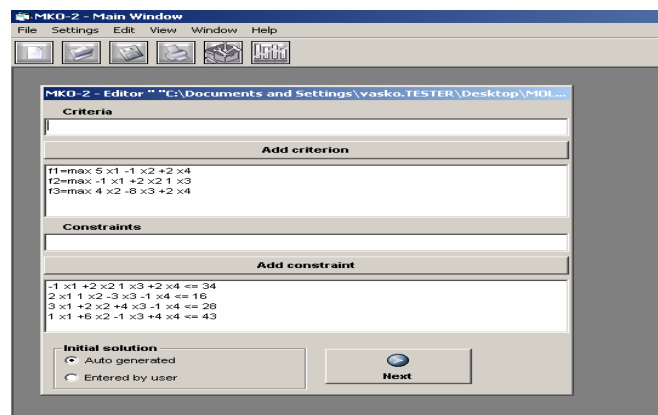 MKO-2 - Main Window
File Settings Edit View Window Help
MKO-2 - Editor " "C:\Documents and Settings\vasko.TESTER\Desktop\MOL...
Criteria
Add criterion
f1=max 5 x1 -1 x2 +2 x4
f2=max -1 x1 +2 x2 1 x3
f3=max 4 x2 -8 x3 +2 x4
Constraints
Add constraint
-1 x1 +2 x2 1 x3 +2 x4 <= 34
2 x1 1 x2 -3 x3 -1 x4 <= 16
3 x1 +2 x2 +4 x3 -1 x4 <= 28
1 x1 +6 x2 -1 x3 +4 x4 <= 43
Initial solution
Auto generated
Entered by user
Next